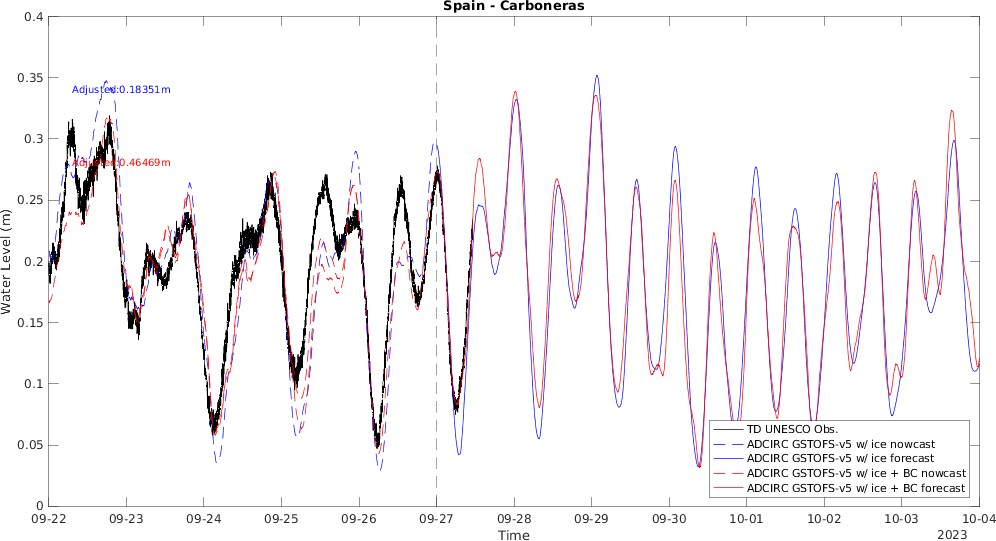 Spain - Carboneras
Water Level (m)
0.4
0.35
0.3
0.25
0.2
0.15
0.1
0.05
0
Adjusted:0.18351m
Adjusted:0.46469m
TD UNESCO Obs.
ADCIRC GSTOFS-v5 w/ ice nowcast
ADCIRC GSTOFS-v5 w/ ice forecast
ADCIRC GSTOFS-v5 w/ ice + BC nowcast
ADCIRC GSTOFS-v5 w/ ice + BC forecast
09-22 09-23 09-24 09-25 09-26 09-27 09-28 09-29 09-30 10-01 10-02 10-03 10-04
Time
2023